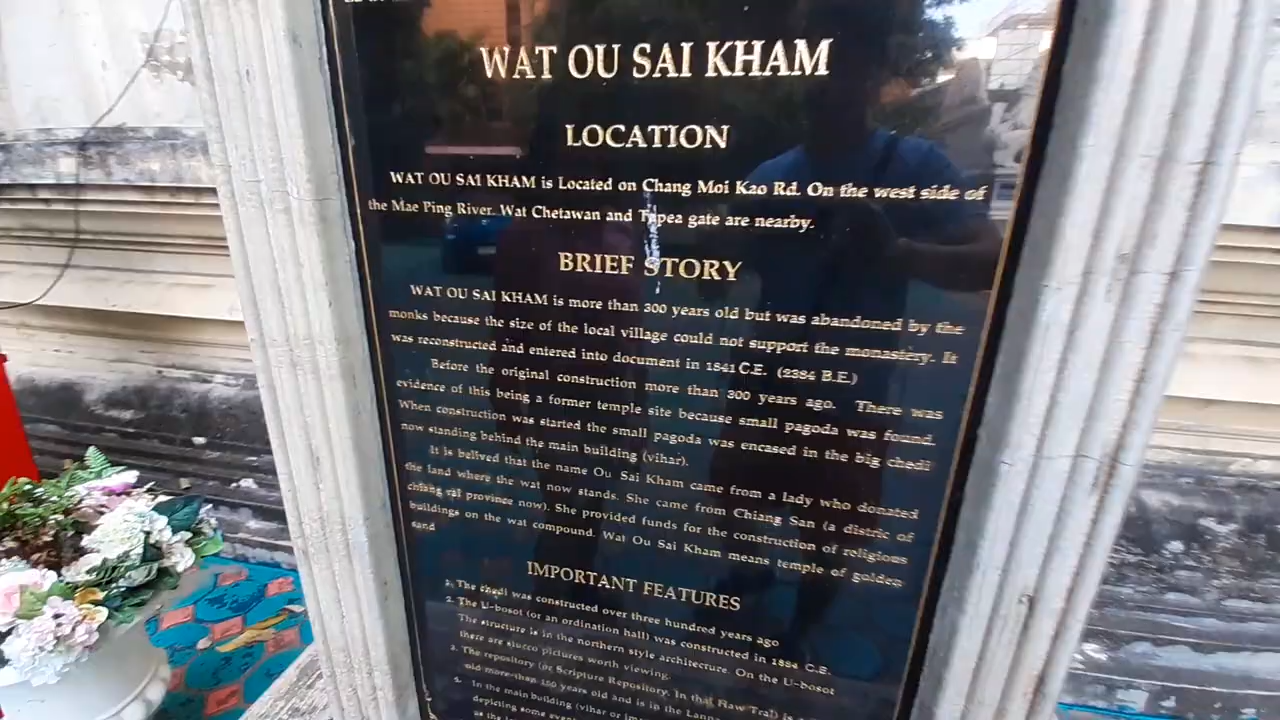 WAT OU SAI KHAM
LOCATION
WAT OU SAI KHAM is Located on Chang Moi Kao Rd. On the west side of
the Mae Ping River. Wat Chetawan and Tapea gate are nearby.
BRIEF STORY
WAT OU SAI KHAM is more than 300 years old but was abandoned by the
monks because the size of the local village could not support the monastery. It
was reconstructed and entered into document in 1841 C.E. (2384 B.E.)
Before the original construction more than 300 years ago. There was
evidence of this being a former temple site because small pagoda was found.
When construction was started the small pagoda was encased in the big chedi
now standing behind the main building (vihar).
It is belived that the name Ou Sai Kham came from a lady who donated
the land where the wat now stands. She came from Chiang San (a distric of
chiang rai province now). She provided funds for the construction of religious
buildings on the wat compound. Wat Ou Sai Kham means temple of golden
sand
IMPORTANT FEATURES
1. The chedi was constructed over three hundred years ago
2. The U-bosot (or an ordination hall) was constructed in 1884 C.E.
The structure is in the northern style architecture. On the U-bosot
there are stucco pictures worth viewing.
3. The repository (or Scripture Repository. In thai Haw Trai) is
old more than 150 years old and is in the Lanna
In the main building (vihar or
depicting some
as the